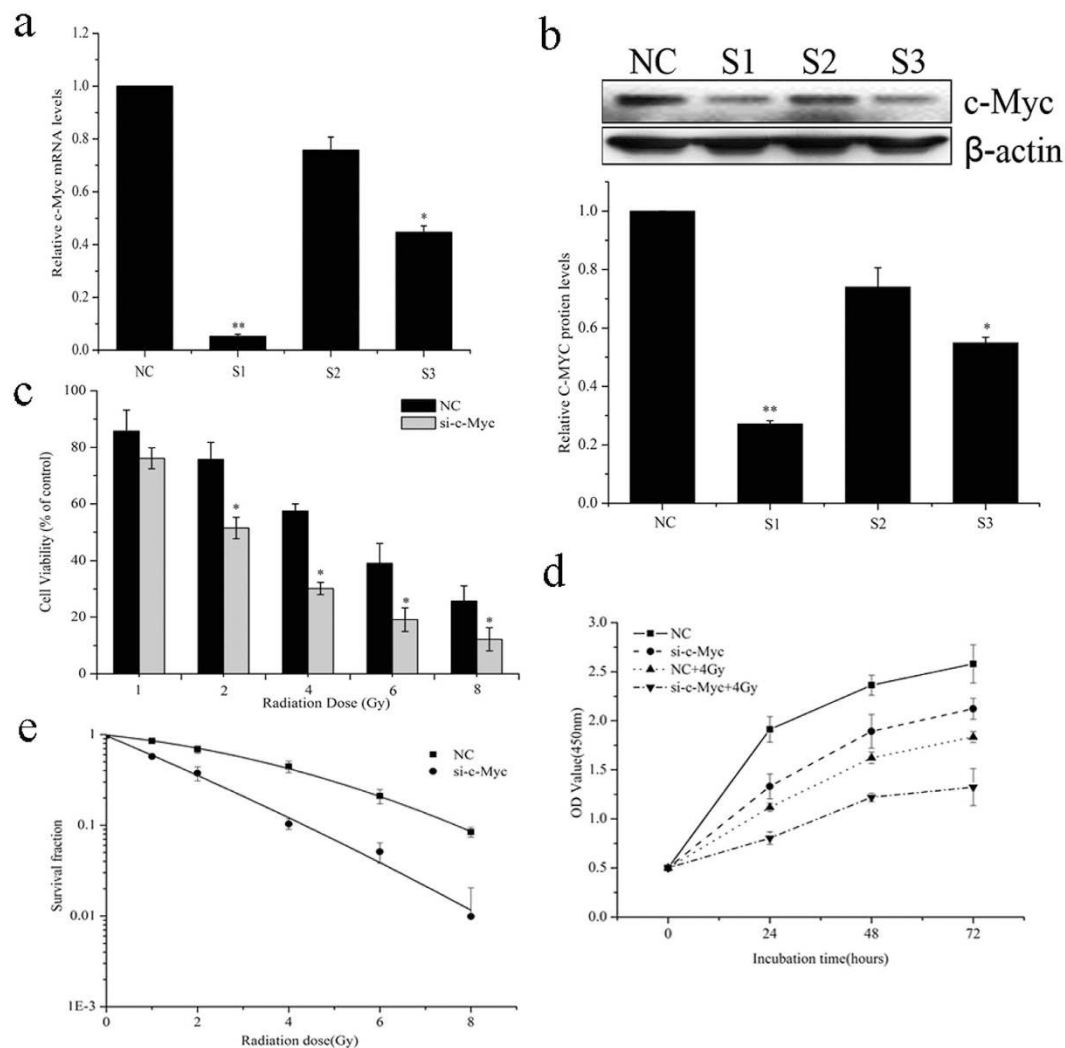 a
Relative c-Myc mRNA levels
1.0
0.8
0.6
0.4
0.2
0.0
**
*
NC S1 S2 S3
b
NC S1 S2 S3
c-Myc
β-actin
Relative C-MYC protien levels
1.0
0.8
0.6
0.4
0.2
0.0
**
*
NC S1 S2 S3
c
Cell Viability (% of control)
100
80
60
40
20
0
NC
si-c-Myc
*
*
*
*
1 2 4 6 8
Radiation Dose (Gy)
d
OD Value(450nm)
3.0
2.5
2.0
1.5
1.0
0.5
0.0
NC
si-c-Myc
NC+4Gy
si-c-Myc+4Gy
0 24 48 72
Incubation time(hours)
e
Survival fraction
1
0.1
0.01
1E-3
NC
si-c-Myc
0 2 4 6 8
Radiation dose(Gy)